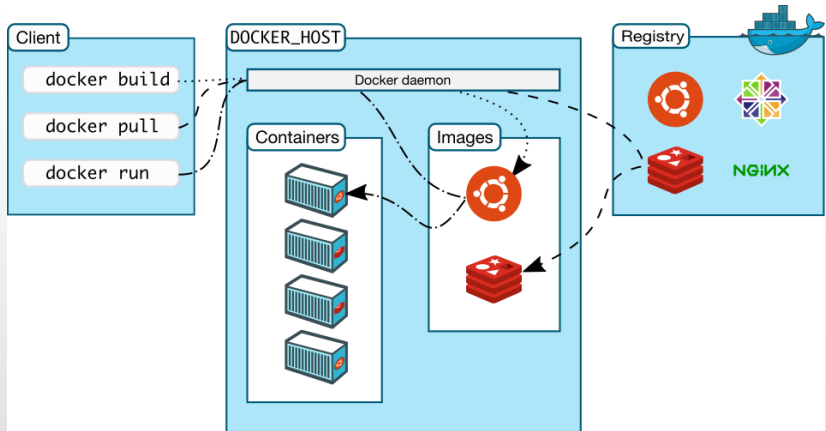 Client
docker build
docker pull
docker run
DOCKER_HOST
Docker daemon
Containers
Images
Registry
NGINX